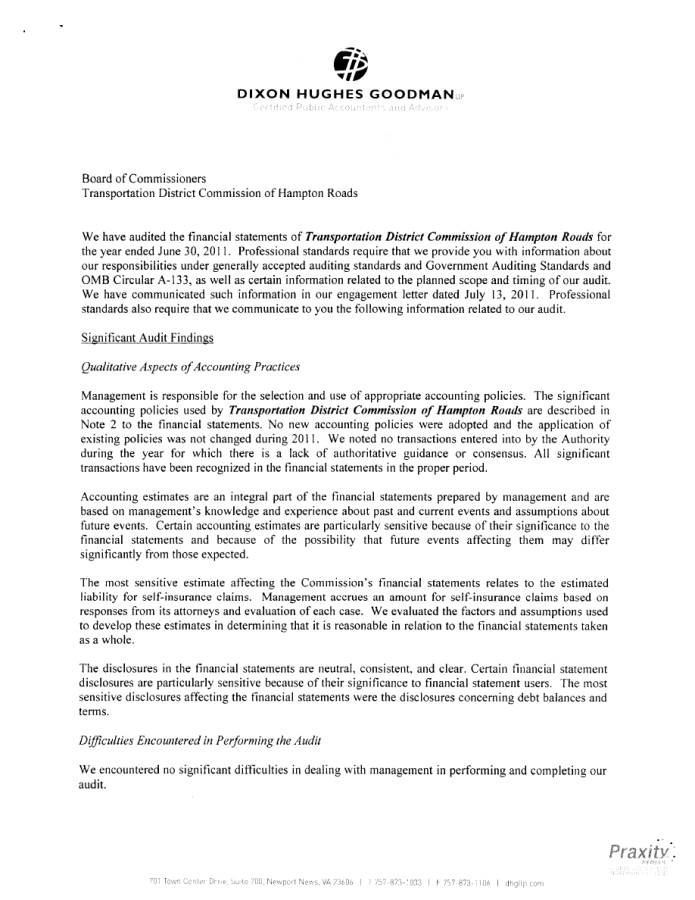 DIXON HUGHES GOODMAN LLP
Certified Public Accountants and Advisors
Board of Commissioners
Transportation District Commission of Hampton Roads
We have audited the financial statements of Transportation District Commission of Hampton Roads for
the year ended June 30, 2011. Professional standards require that we provide you with information about
our responsibilities under generally accepted auditing standards and Government Auditing Standards and
OMB Circular A-133, as well as certain information related to the planned scope and timing of our audit.
We have communicated such information in our engagement letter dated July 13, 2011. Professional
standards also require that we communicate to you the following information related to our audit.
Significant Audit Findings
Qualitative Aspects of Accounting Practices
Management is responsible for the selection and use of appropriate accounting policies. The significant
accounting policies used by Transportation District Commission of Hampton Roads are described in
Note 2 to the financial statements. No new accounting policies were adopted and the application of
existing policies was not changed during 2011. We noted no transactions entered into by the Authority
during the year for which there is a lack of authoritative guidance or consensus. All significant
transactions have been recognized in the financial statements in the proper period.
Accounting estimates are an integral part of the financial statements prepared by management and are
based on management's knowledge and experience about past and current events and assumptions about
future events. Certain accounting estimates are particularly sensitive because of their significance to the
financial statements and because of the possibility that future events affecting them may differ
significantly from those expected.
The most sensitive estimate affecting the Commission's financial statements relates to the estimated
liability for self-insurance claims. Management accrues an amount for self-insurance claims based on
responses from its attorneys and evaluation of each case. We evaluated the factors and assumptions used
to develop these estimates in determining that it is reasonable in relation to the financial statements taken
as a whole.
The disclosures in the financial statements are neutral, consistent, and clear. Certain financial statement
disclosures are particularly sensitive because of their significance to financial statement users. The most
sensitive disclosures affecting the financial statements were the disclosures concerning debt balances and
terms.
Difficulties Encountered in Performing the Audit
We encountered no significant difficulties in dealing with management in performing and completing our
audit.
Praxity
701 Town Center Drive, Suite 700, Newport News, VA 23606 | P 757-873-1033 | F 757-873-1106 | dhgllp.com